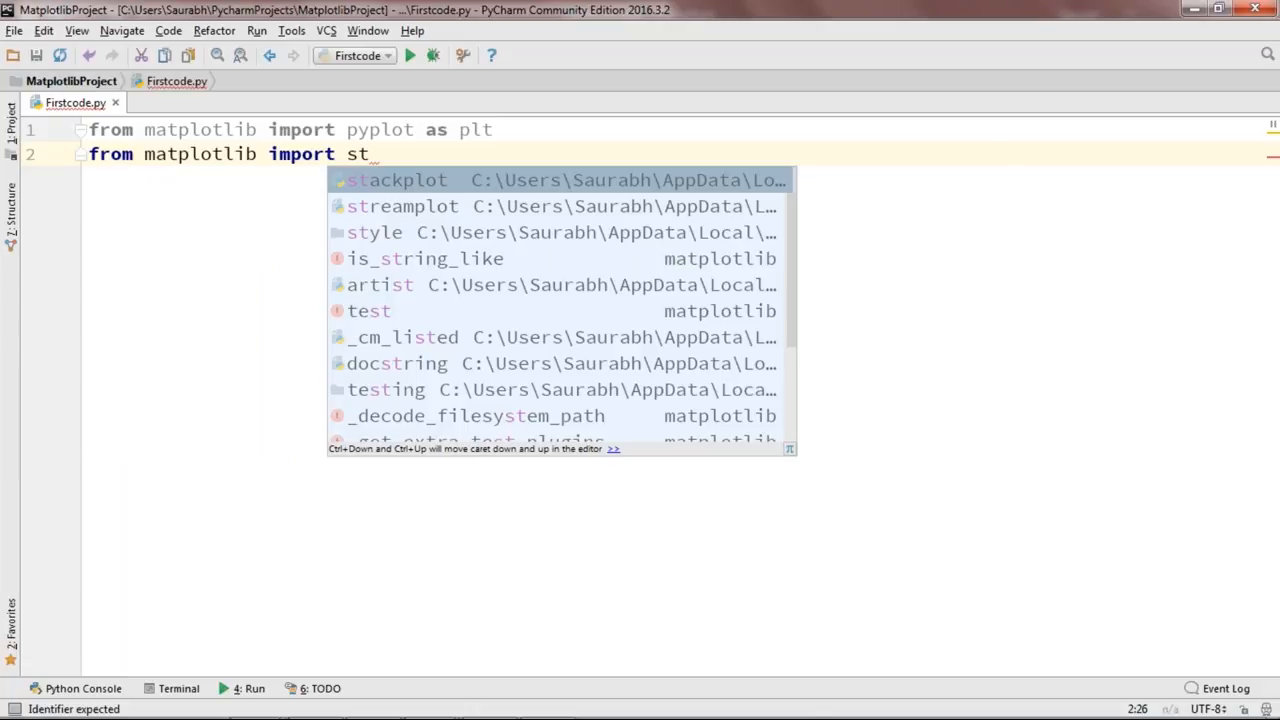 MatplotlibProject - [C:\Users\Saurabh\PycharmProjects\MatplotlibProject] - ...\Firstcode.py - PyCharm Community Edition 2016.3.2
File Edit View Navigate Code Refactor Run Tools VCS Window Help
Firstcode
MatplotlibProject Firstcode.py
Firstcode.py
1 from matplotlib import pyplot as plt
2 from matplotlib import st
stackplot C:\Users\Saurabh\AppData\Lo...
streamplot C:\Users\Saurabh\AppData\L...
style C:\Users\Saurabh\AppData\Local\...
is_string_like matplotlib
artist C:\Users\Saurabh\AppData\Local...
test matplotlib
_cm_listed C:\Users\Saurabh\AppData\L...
docstring C:\Users\Saurabh\AppData\Lo...
testing C:\Users\Saurabh\AppData\Loca...
_decode_filesystem_path matplotlib
_get_extra_test_plugins matplotlib
Ctrl+Down and Ctrl+Up will move caret down and up in the editor >>
1: Project
7: Structure
2: Favorites
Python Console Terminal 4: Run 6: TODO Event Log
Identifier expected 2:26 n/a UTF-8